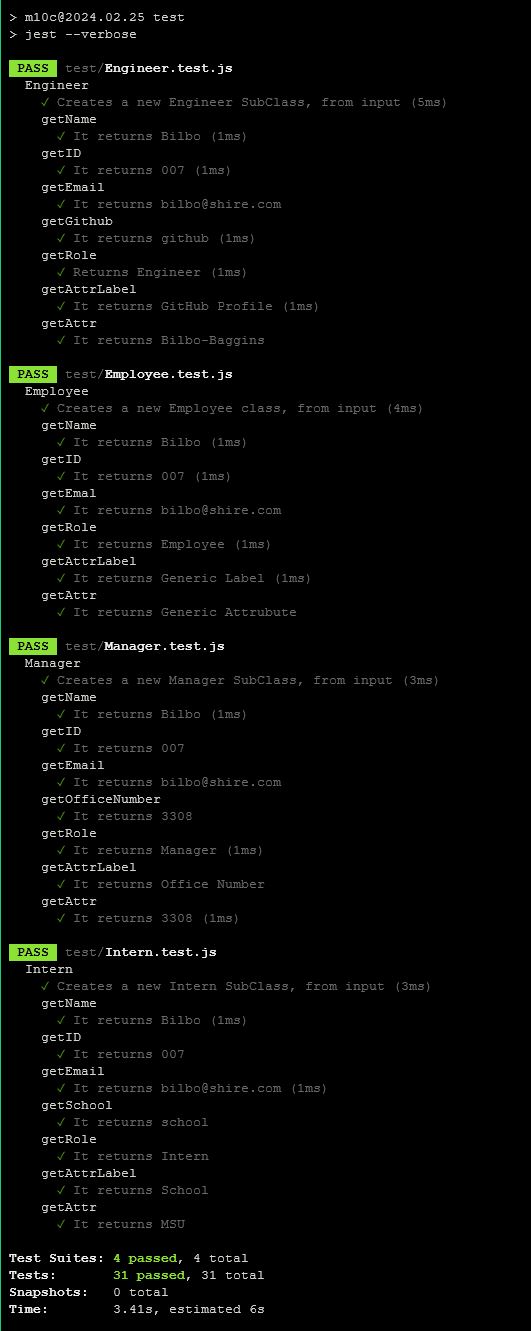 > m10c@2024.02.25 test
> jest --verbose
PASS test/Engineer.test.js
Engineer
✓ Creates a new Engineer SubClass, from input (5ms)
getName
✓ It returns Bilbo (1ms)
getID
✓ It returns 007 (1ms)
getEmail
✓ It returns bilbo@shire.com
getGithub
✓ It returns github (1ms)
getRole
✓ Returns Engineer (1ms)
getAttrLabel
✓ It returns GitHub Profile (1ms)
getAttr
✓ It returns Bilbo-Baggins
PASS test/Employee.test.js
Employee
✓ Creates a new Employee class, from input (4ms)
getName
✓ It returns Bilbo (1ms)
getID
✓ It returns 007 (1ms)
getEmal
✓ It returns bilbo@shire.com
getRole
✓ It returns Employee (1ms)
getAttrLabel
✓ It returns Generic Label (1ms)
getAttr
✓ It returns Generic Attrubute
PASS test/Manager.test.js
Manager
✓ Creates a new Manager SubClass, from input (3ms)
getName
✓ It returns Bilbo (1ms)
getID
✓ It returns 007
getEmail
✓ It returns bilbo@shire.com
getOfficeNumber
✓ It returns 3308
getRole
✓ It returns Manager (1ms)
getAttrLabel
✓ It returns Office Number
getAttr
✓ It returns 3308 (1ms)
PASS test/Intern.test.js
Intern
✓ Creates a new Intern SubClass, from input (3ms)
getName
✓ It returns Bilbo (1ms)
getID
✓ It returns 007
getEmail
✓ It returns bilbo@shire.com (1ms)
getSchool
✓ It returns school
getRole
✓ It returns Intern
getAttrLabel
✓ It returns School
getAttr
✓ It returns MSU
Test Suites: 4 passed, 4 total
Tests: 31 passed, 31 total
Snapshots: 0 total
Time: 3.41s, estimated 6s